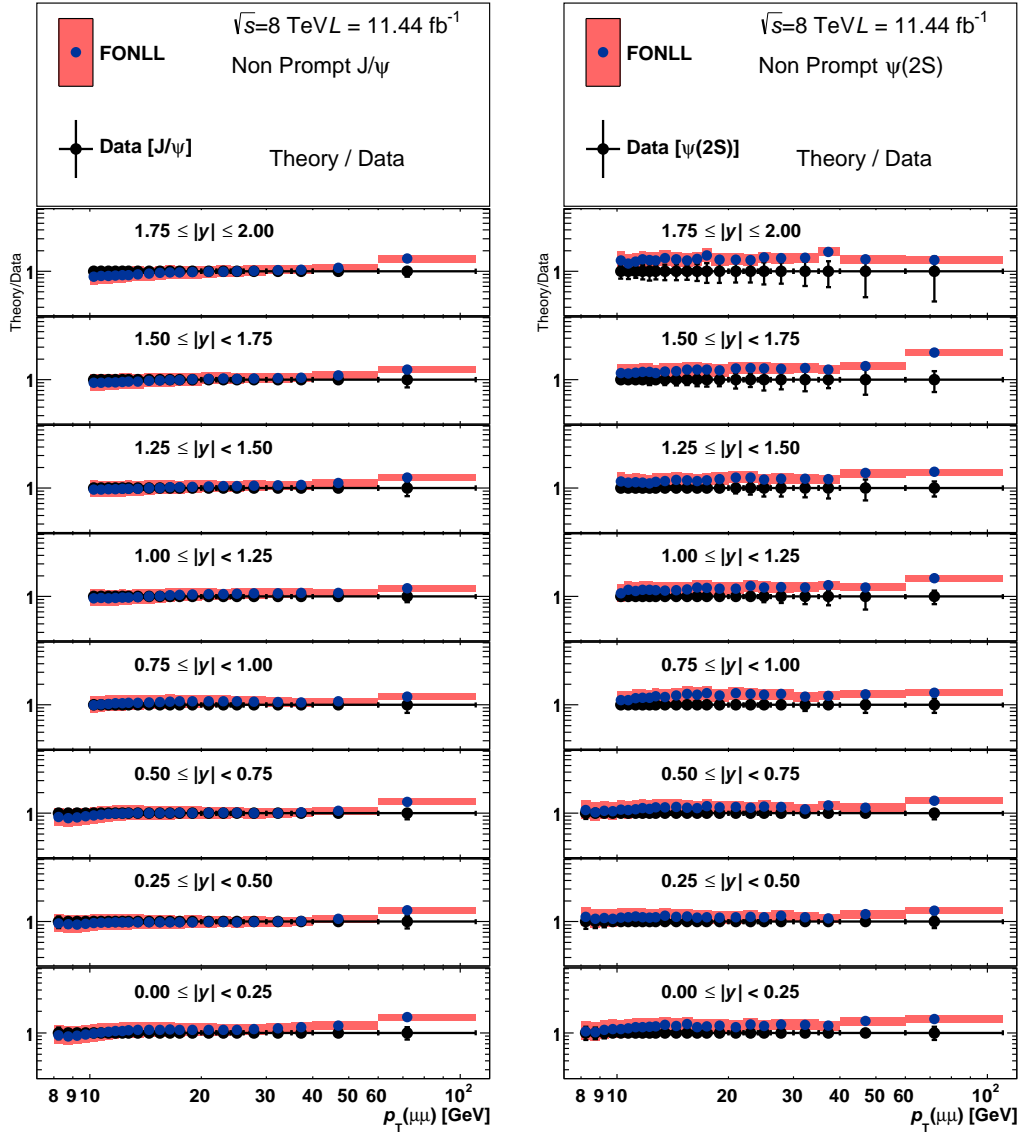 √s=8 TeV L = 11.44 fb-1
FONLL
Non Prompt J/ψ
Data [J/ψ]
Theory / Data
Theory/Data
1.75 ≤ |y| ≤ 2.00
1
1.50 ≤ |y| < 1.75
1
1.25 ≤ |y| < 1.50
1
1.00 ≤ |y| < 1.25
1
0.75 ≤ |y| < 1.00
1
0.50 ≤ |y| < 0.75
1
0.25 ≤ |y| < 0.50
1
0.00 ≤ |y| < 0.25
1
8 9 10 20 30 40 50 60 10²
pT(μμ) [GeV]
√s=8 TeV L = 11.44 fb-1
FONLL
Non Prompt ψ(2S)
Data [ψ(2S)]
Theory / Data
Theory/Data
1.75 ≤ |y| ≤ 2.00
1
1.50 ≤ |y| < 1.75
1
1.25 ≤ |y| < 1.50
1
1.00 ≤ |y| < 1.25
1
0.75 ≤ |y| < 1.00
1
0.50 ≤ |y| < 0.75
1
0.25 ≤ |y| < 0.50
1
0.00 ≤ |y| < 0.25
1
8 9 10 20 30 40 50 60 10²
pT(μμ) [GeV]